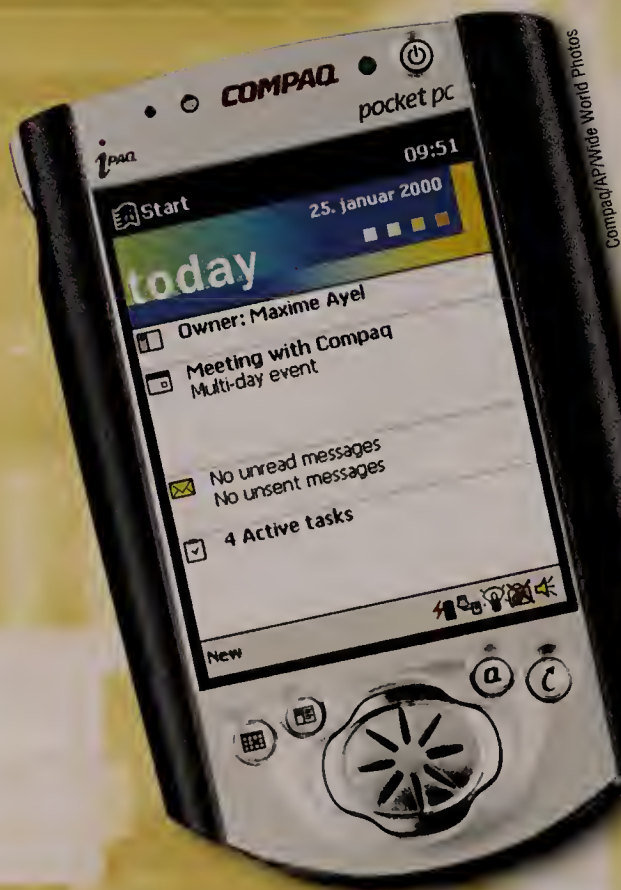 COMPAQ
iPAQ
pocket pc
Start
09:51
25. januar 2000
today
Owner: Maxime Ayel
Meeting with Compaq
Multi-day event
No unread messages
No unsent messages
4 Active tasks
New
Compaq/AP/Wide World Photos